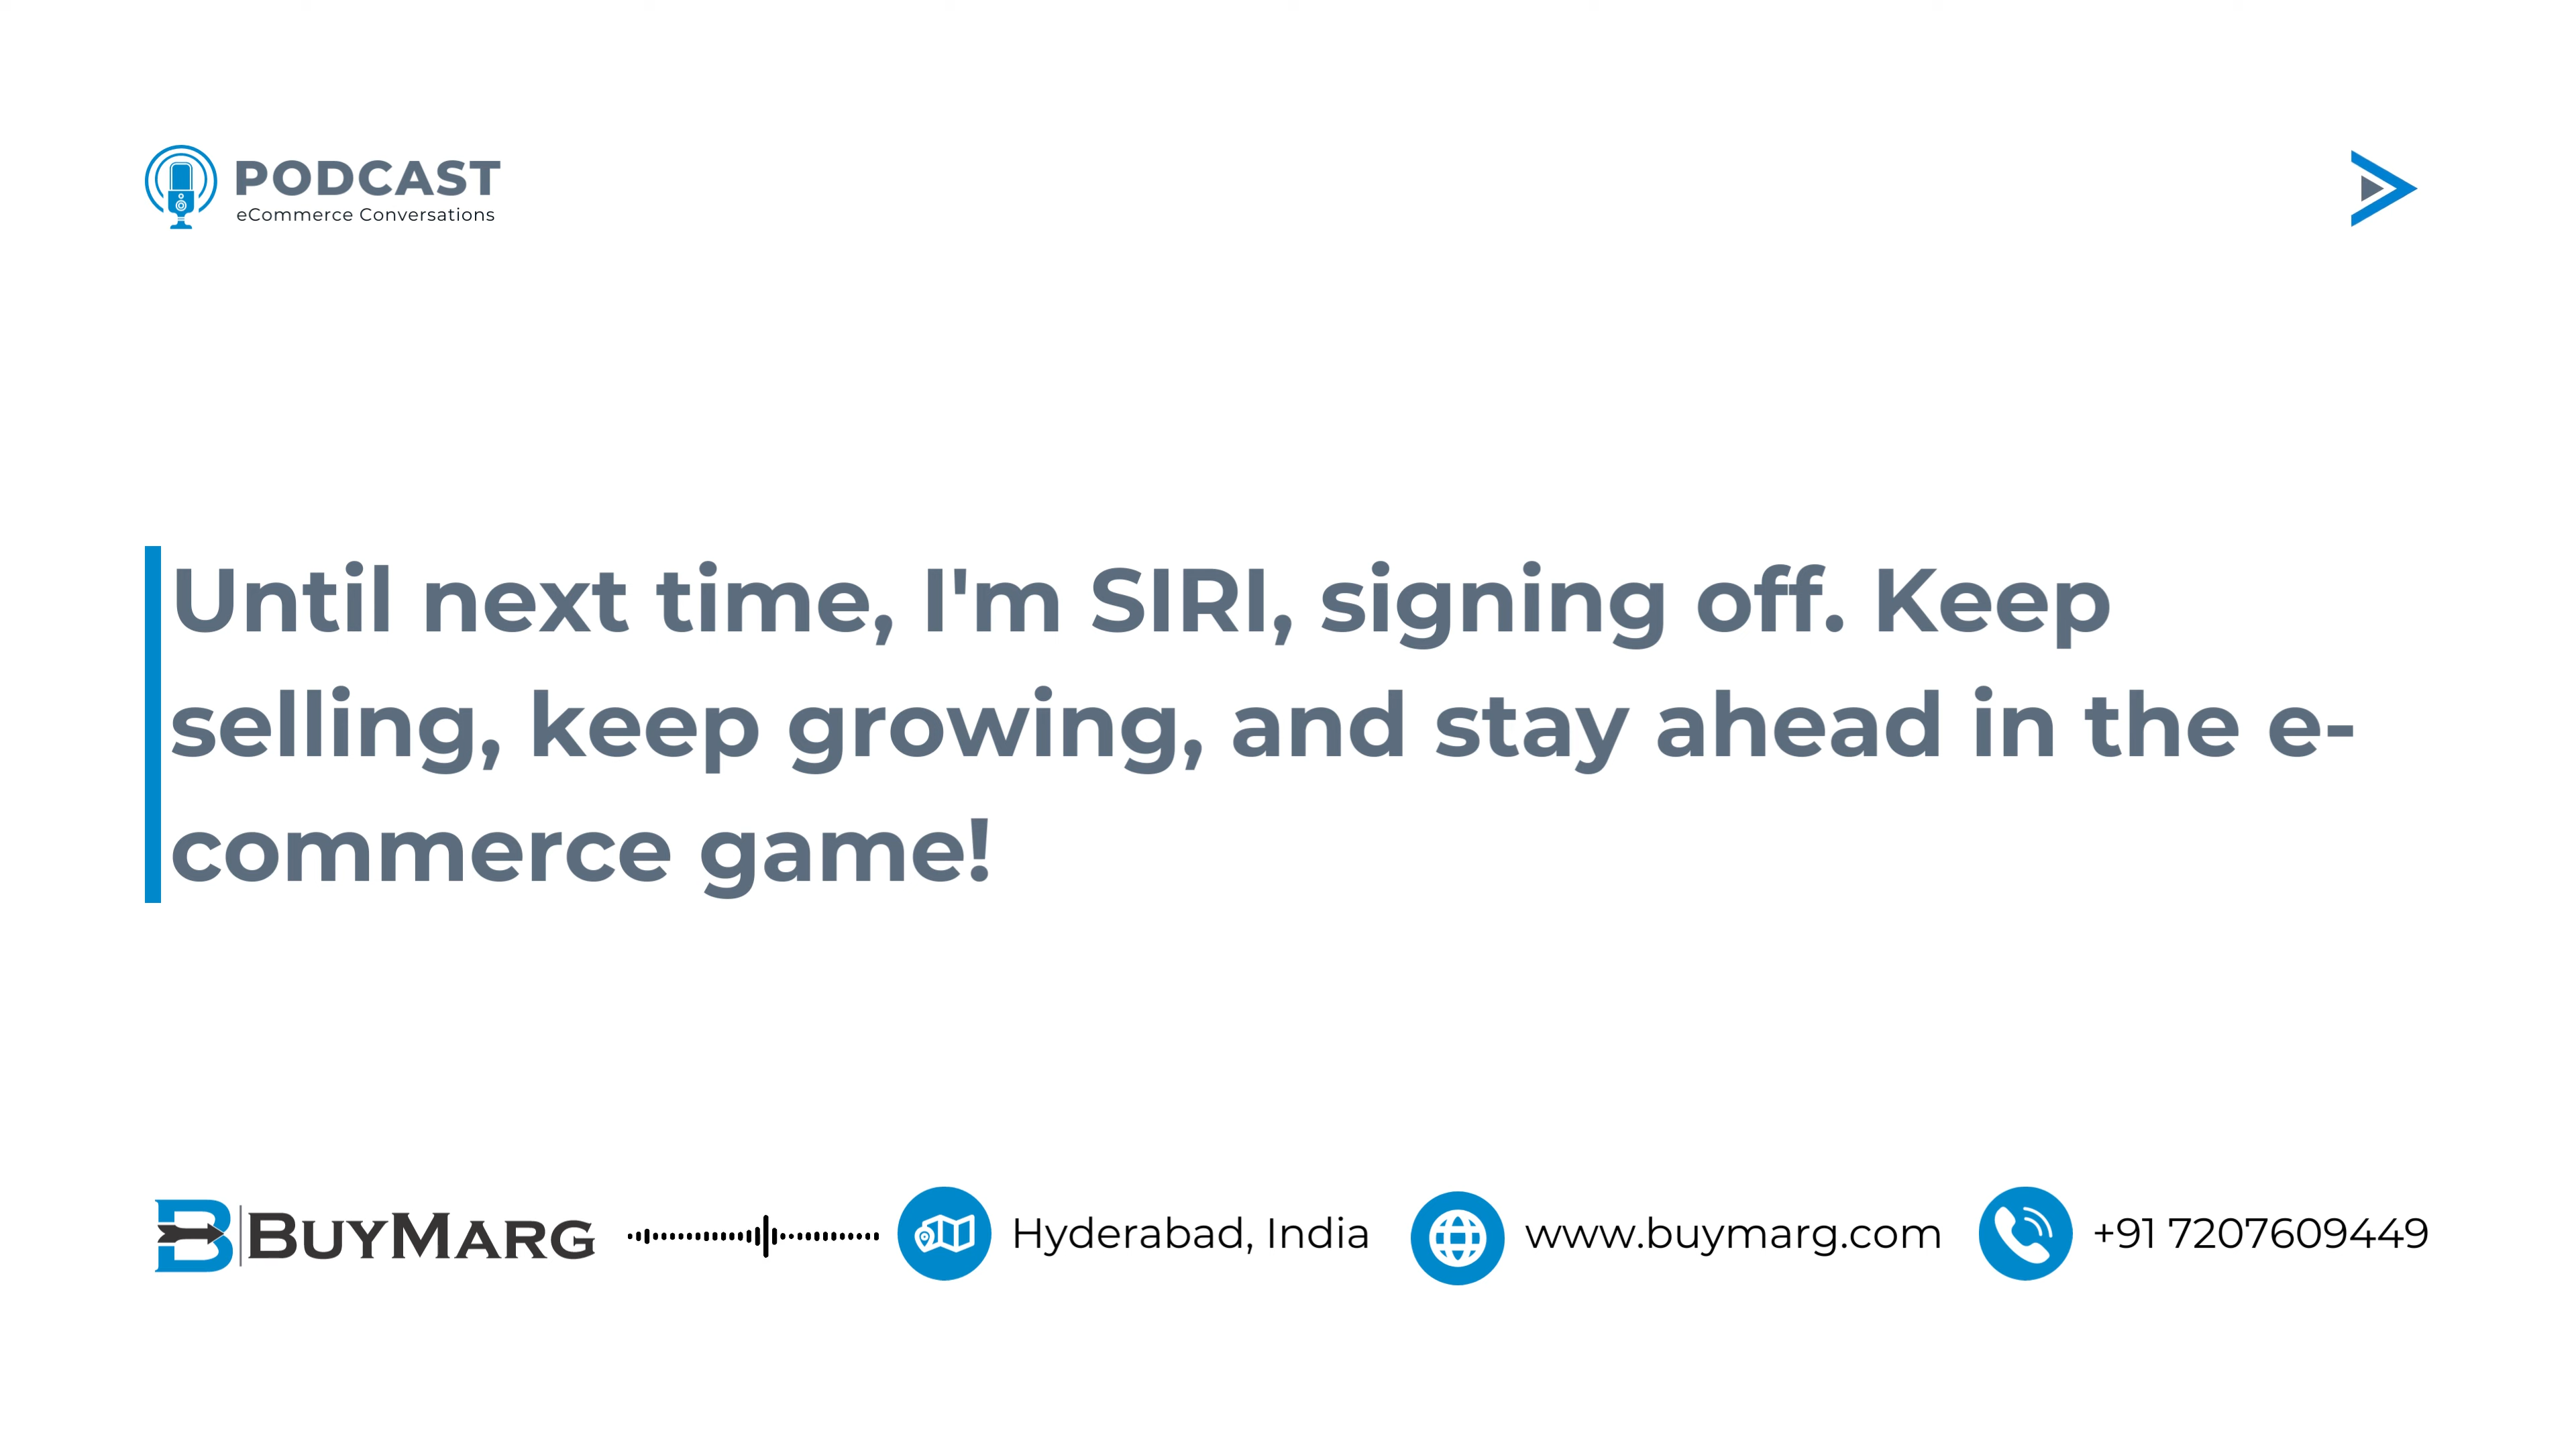 PODCAST
eCommerce Conversations
Until next time, I'm SIRI, signing off. Keep
selling, keep growing, and stay ahead in the e-
commerce game!
BUYMARG
Hyderabad, India
www.buymarg.com
+91 7207609449